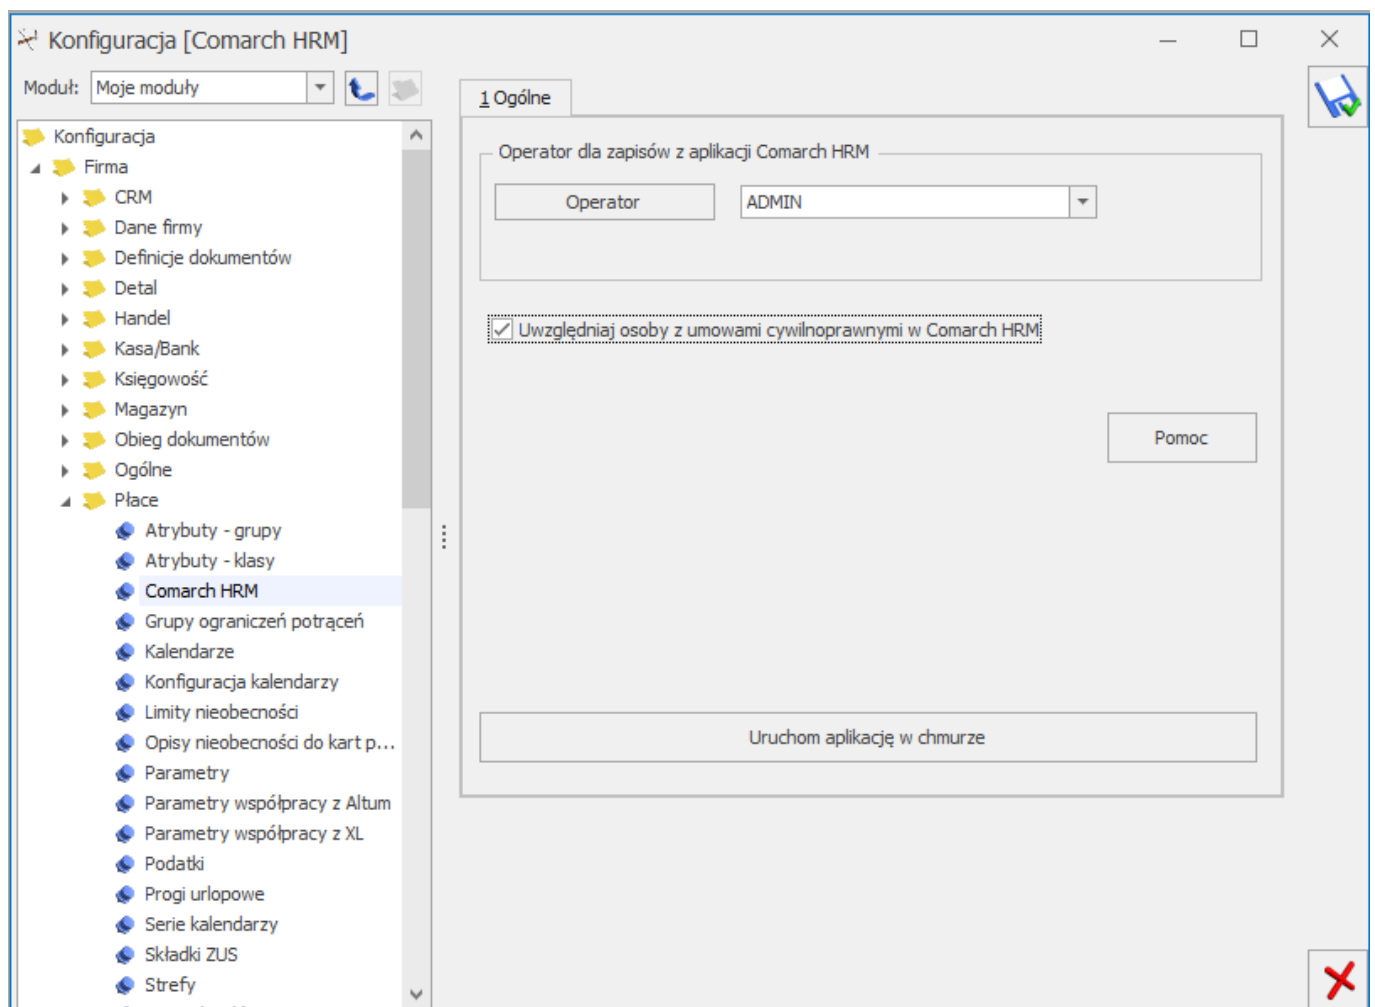 Konfiguracja [Comarch HRM]
Moduł: Moje moduły
Konfiguracja
Firma
CRM
Dane firmy
Definicje dokumentów
Detal
Handel
Kasa/Bank
Księgowość
Magazyn
Obieg dokumentów
Ogólne
Płace
Atrybuty - grupy
Atrybuty - klasy
Comarch HRM
Grupy ograniczeń potrąceń
Kalendarze
Konfiguracja kalendarzy
Limity nieobecności
Opisy nieobecności do kart p...
Parametry
Parametry współpracy z Altum
Parametry współpracy z XL
Podatki
Progi urlopowe
Serie kalendarzy
Składki ZUS
Strefy
1 Ogólne
Operator dla zapisów z aplikacji Comarch HRM
Operator
ADMIN
Uwzględniaj osoby z umowami cywilnoprawnymi w Comarch HRM
Pomoc
Uruchom aplikację w chmurze